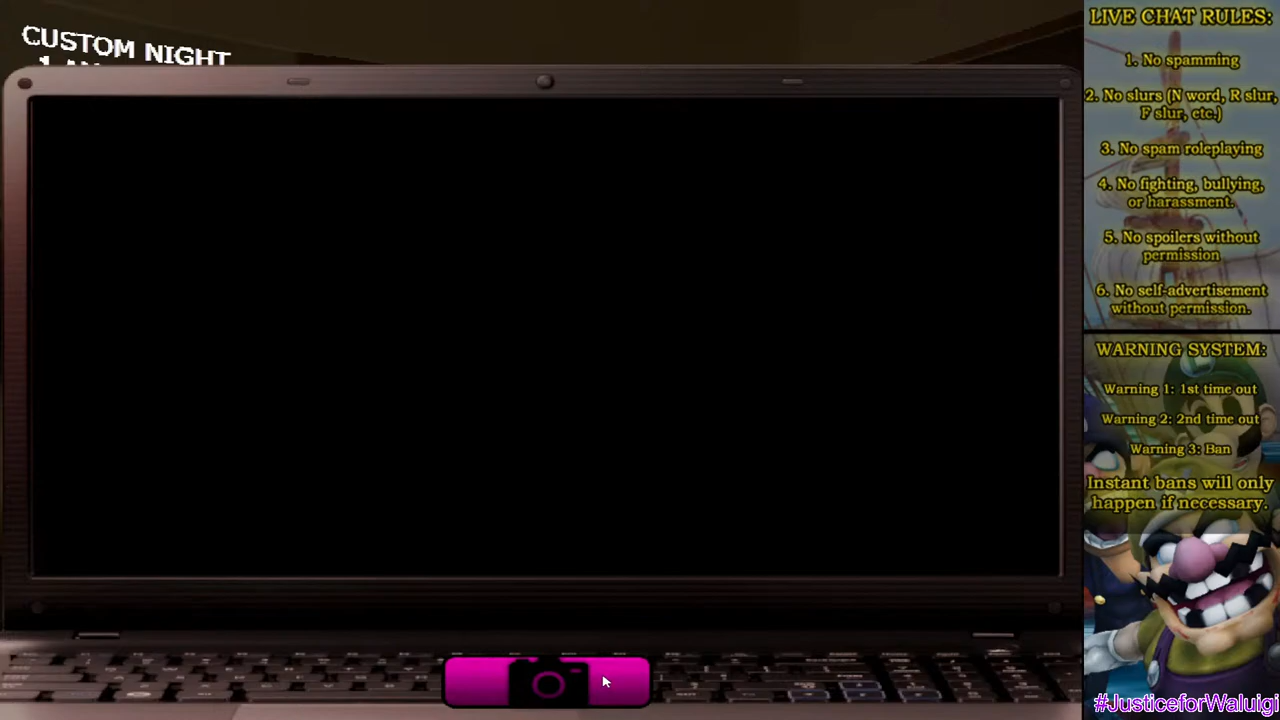 CUSTOM NIGHT
LIVE CHAT RULES:
1. No spamming
2. No slurs (N word, R slur,
F slur, etc.)
3. No spam roleplaying
4. No fighting, bullying,
or harassment.
5. No spoilers without
permission
6. No self-advertisement
without permission.
WARNING SYSTEM:
Warning 1: 1st time out
Warning 2: 2nd time out
Warning 3: Ban
Instant bans will only
happen if necessary.
#JusticeforWaluigi